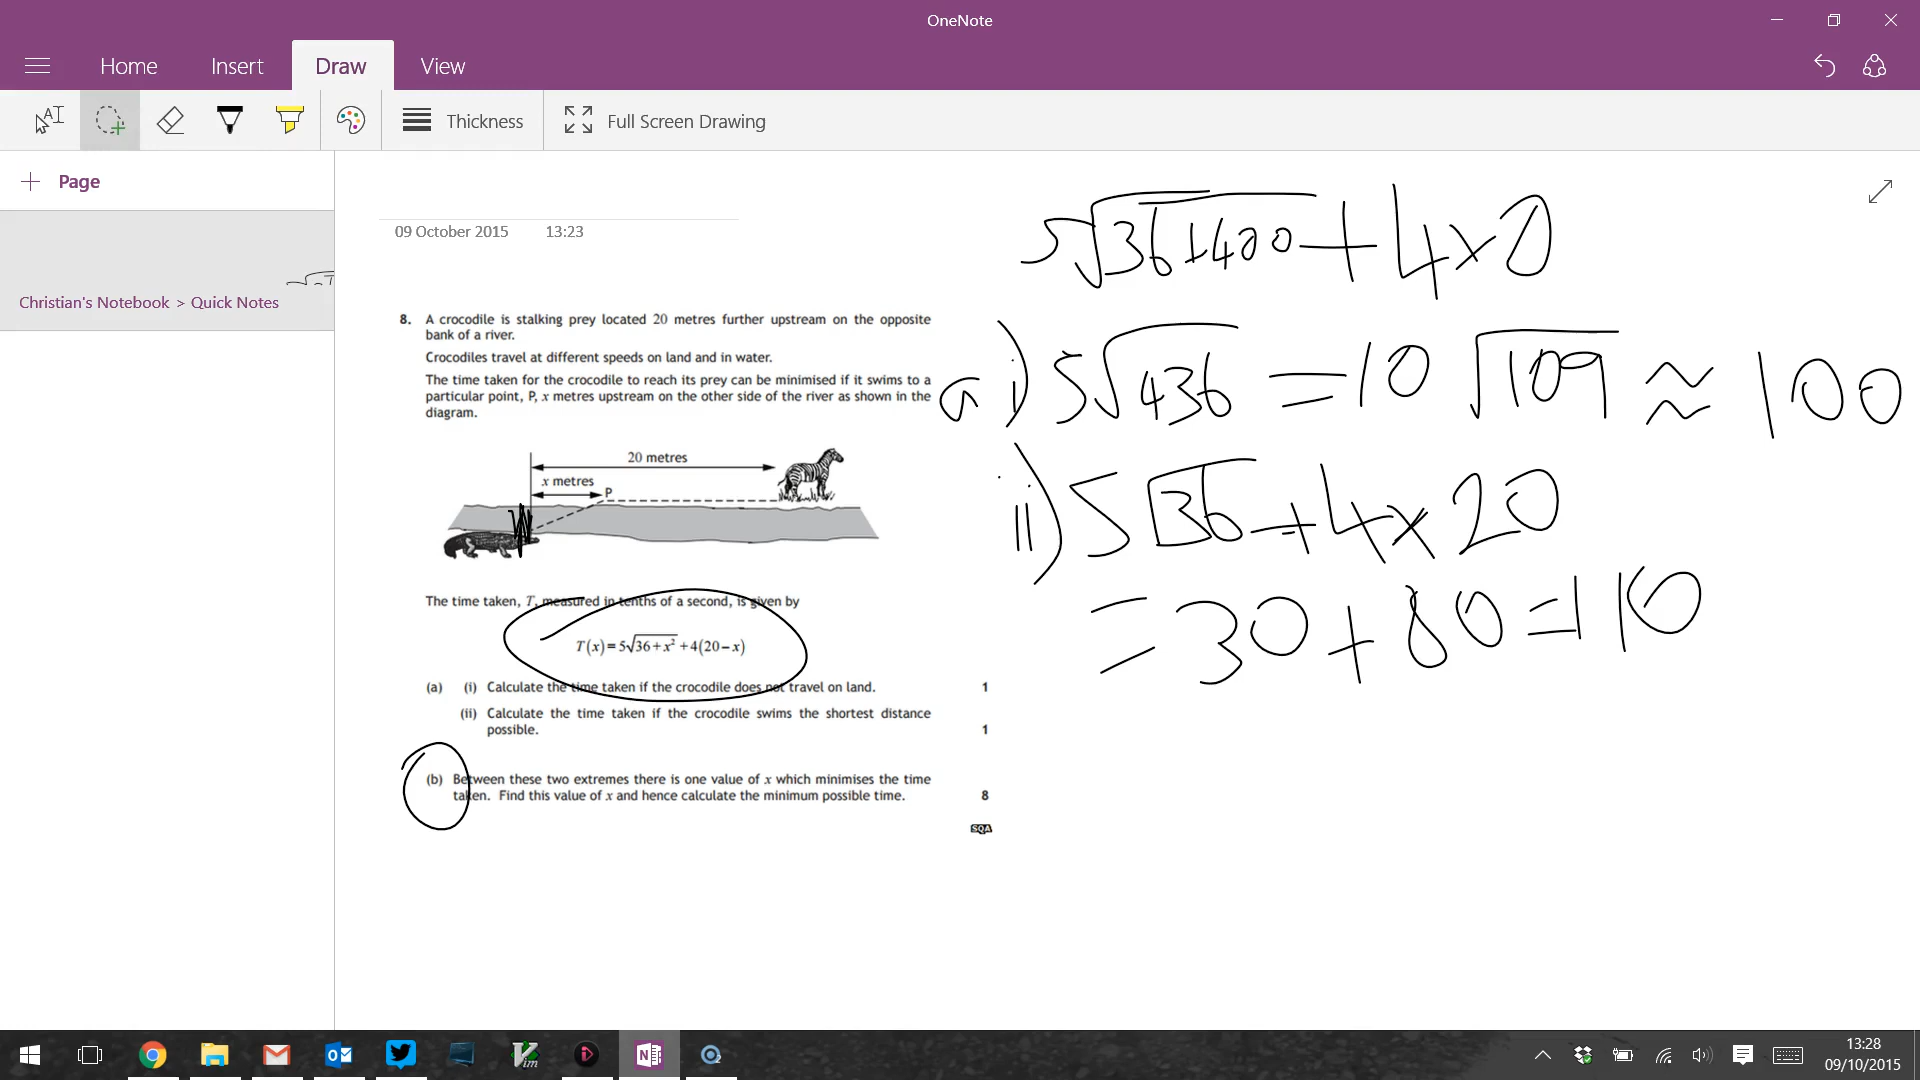 OneNote
Home Insert Draw View
Thickness Full Screen Drawing
+ Page
Christian's Notebook > Quick Notes
09 October 2015 13:23
8. A crocodile is stalking prey located 20 metres further upstream on the opposite
bank of a river.
Crocodiles travel at different speeds on land and in water.
The time taken for the crocodile to reach its prey can be minimised if it swims to a
particular point, P, x metres upstream on the other side of the river as shown in the
diagram.
20 metres
x metres
P
The time taken, T, measured in tenths of a second, is given by
T(x)=5√36+x² +4(20−x)
(a) (i) Calculate the time taken if the crocodile does not travel on land. 1
(ii) Calculate the time taken if the crocodile swims the shortest distance
possible. 1
(b) Between these two extremes there is one value of x which minimises the time
taken. Find this value of x and hence calculate the minimum possible time. 8
SQA
5√36+400 + 4×0
a i) 5√436 = 10 √109 ≈ 100
ii) 5√36 + 4×20
= 30 + 80 = 110
13:28
09/10/2015